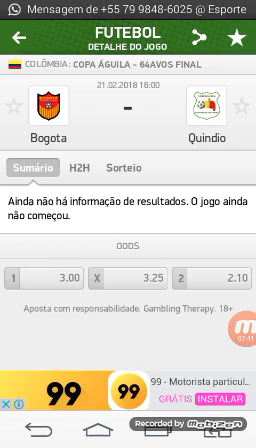 Mensagem de +55 79 9848-6025 @ Esporte
FUTEBOL
DETALHE DO JOGO
COLÔMBIA: COPA ÁGUILA - 64AVOS FINAL
21.02.2018 16:00
-
Bogota
Quindio
Sumário H2H Sorteio
Ainda não há informação de resultados. O jogo ainda
não começou.
ODDS
1 3.00 X 3.25 2 2.10
Aposta com responsabilidade. Gambling Therapy. 18+
02:41
99 99 99 - Motorista particul...
GRÁTIS INSTALAR
Recorded by Mobizen